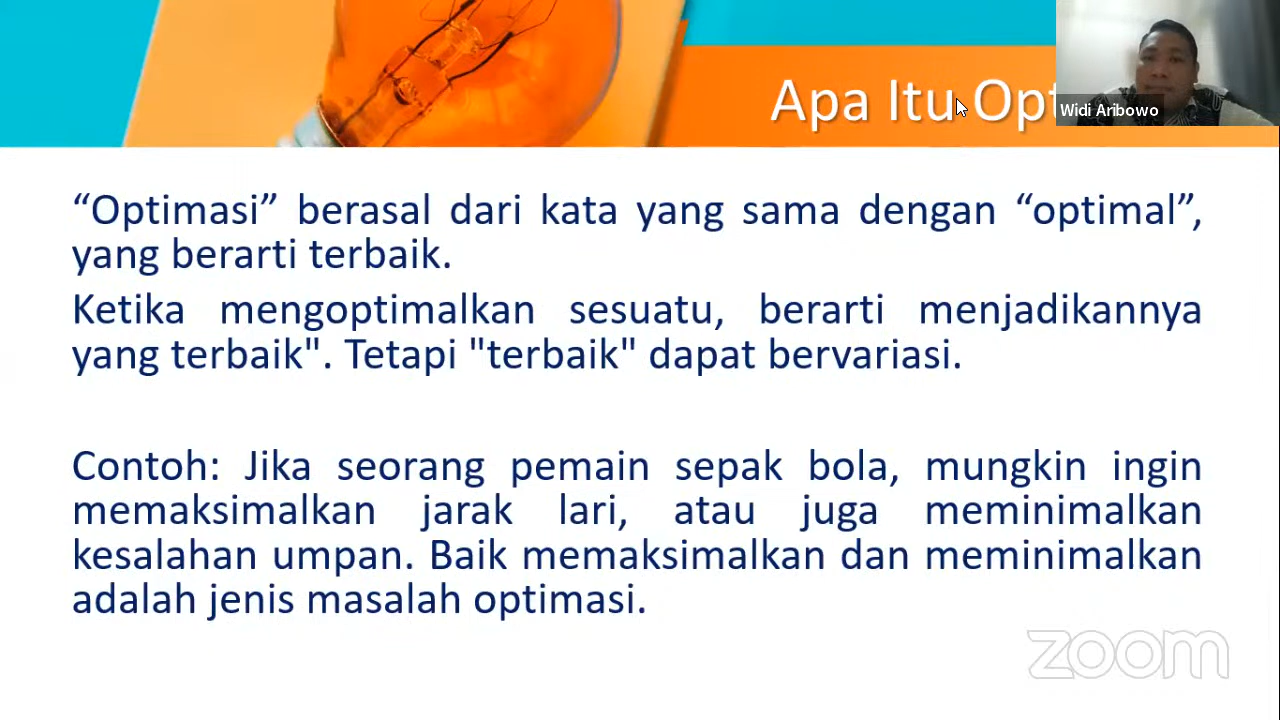 Apa Itu Opt
Widi Aribowo
“Optimasi” berasal dari kata yang sama dengan “optimal”,
yang berarti terbaik.
Ketika mengoptimalkan sesuatu, berarti menjadikannya
yang terbaik". Tetapi "terbaik" dapat bervariasi.
Contoh: Jika seorang pemain sepak bola, mungkin ingin
memaksimalkan jarak lari, atau juga meminimalkan
kesalahan umpan. Baik memaksimalkan dan meminimalkan
adalah jenis masalah optimasi.
zoom